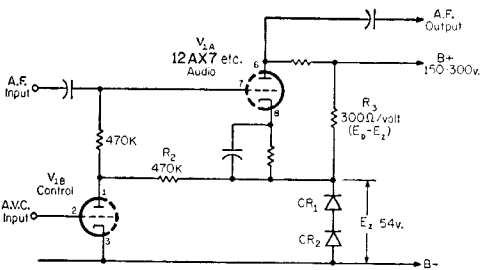 A.F. Output
V1A
12AX7 etc.
Audio
6
7
8
B+
150-300v.
A.F. Input
R3
300Ω/volt
(Eb-Ez)
470K
V1B
Control
R2
470K
1
2
3
A.V.C. Input
CR1
CR2
Ez 54v.
B-